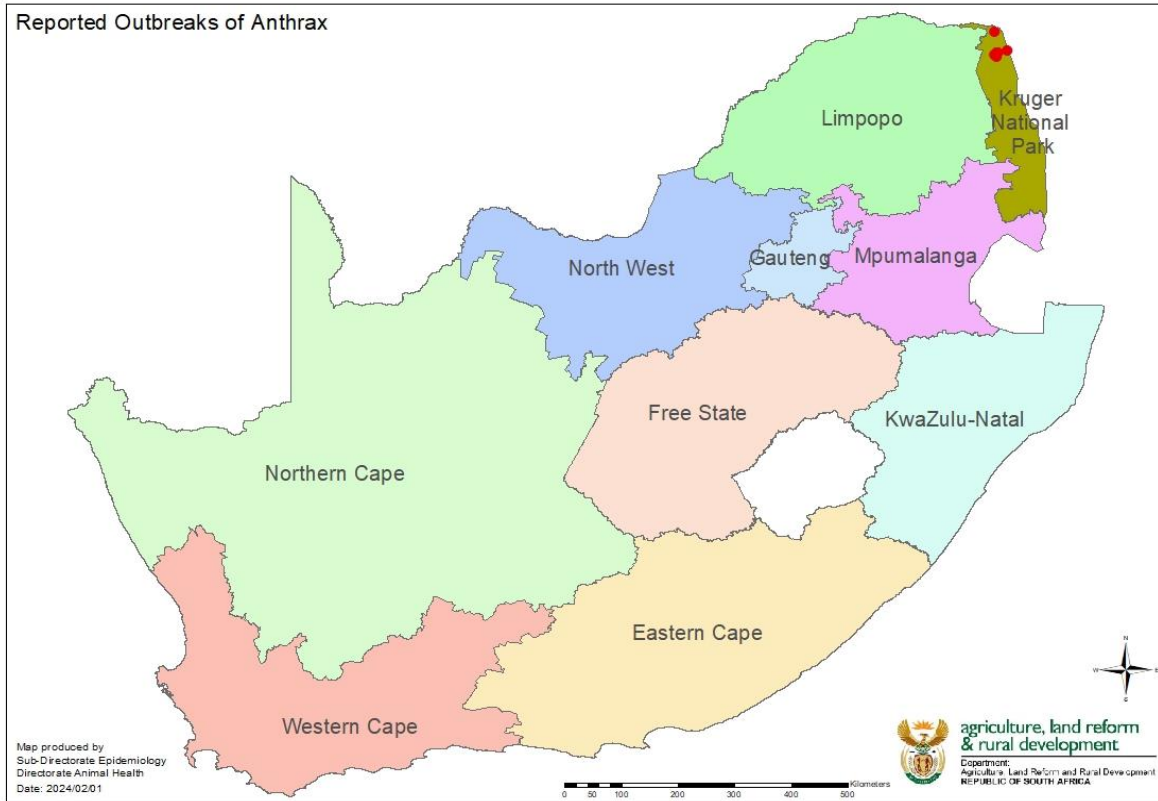 Reported Outbreaks of Anthrax
Limpopo
Kruger
National
Park
North West
Gauteng
Mpumalanga
Free State
KwaZulu-Natal
Northern Cape
Eastern Cape
Western Cape
N
W
E
S
Map produced by
Sub-Directorate Epidemiology
Directorate Animal Health
Date: 2024/02/01
Kilometers
0 50 100 200 300 400 500
agriculture, land reform
& rural development
Department:
Agriculture, Land Reform and Rural Development
REPUBLIC OF SOUTH AFRICA